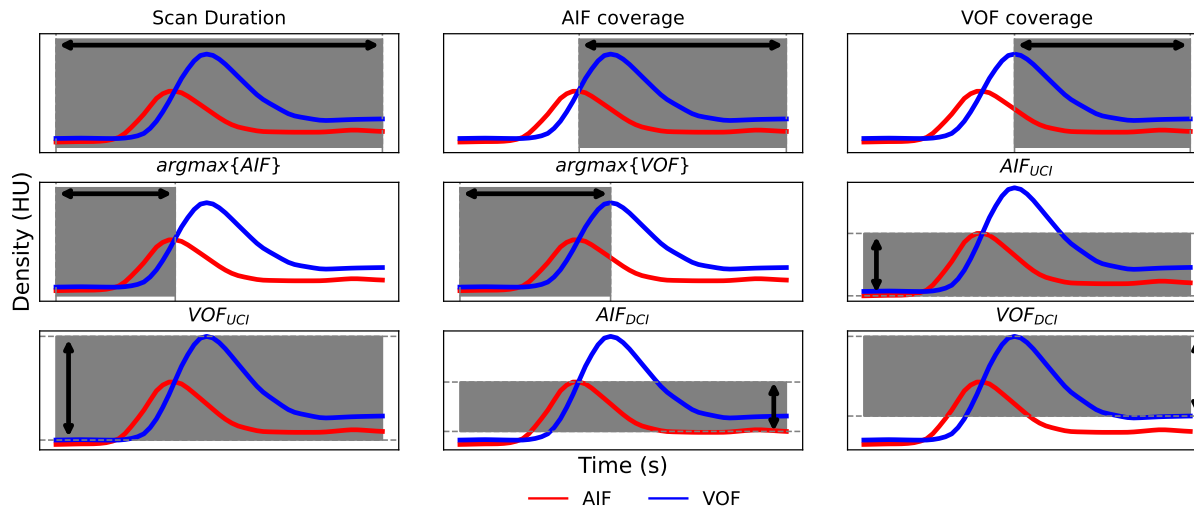 Scan Duration
AIF coverage
VOF coverage
argmax{AIF}
argmax{VOF}
AIF_UCI
Density (HU)
VOF_UCI
AIF_DCI
VOF_DCI
Time (s)
AIF
VOF